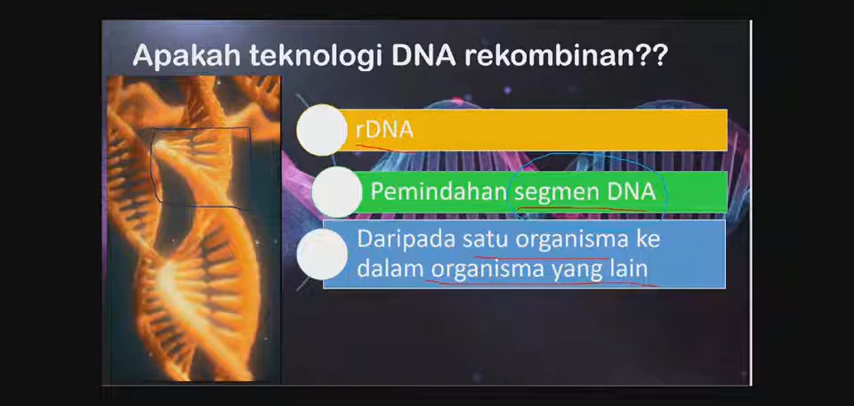 Apakah teknologi DNA rekombinan??
rDNA
Pemindahan segmen DNA
Daripada satu organisma ke
dalam organisma yang lain